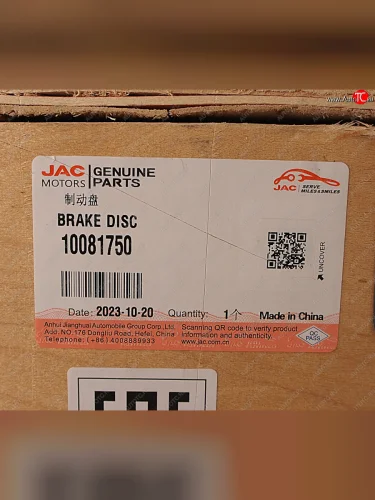 JAC MOTORS | GENUINE PARTS
JAC SERVE MILES & SMILES
制动盘
BRAKE DISC
10081750
UNCOVER
Date: 2023-10-20 Quantity: 1个 Made in China
Anhui Jianghuai Automobile Group Corp., Ltd,
Add.:NO.176 Dongliu Road, Hefei, China
Telephone: (+86)4008889933
Scanning QR code to verify product
information and authenticity.
www.jac.com.cn
QC
PASS